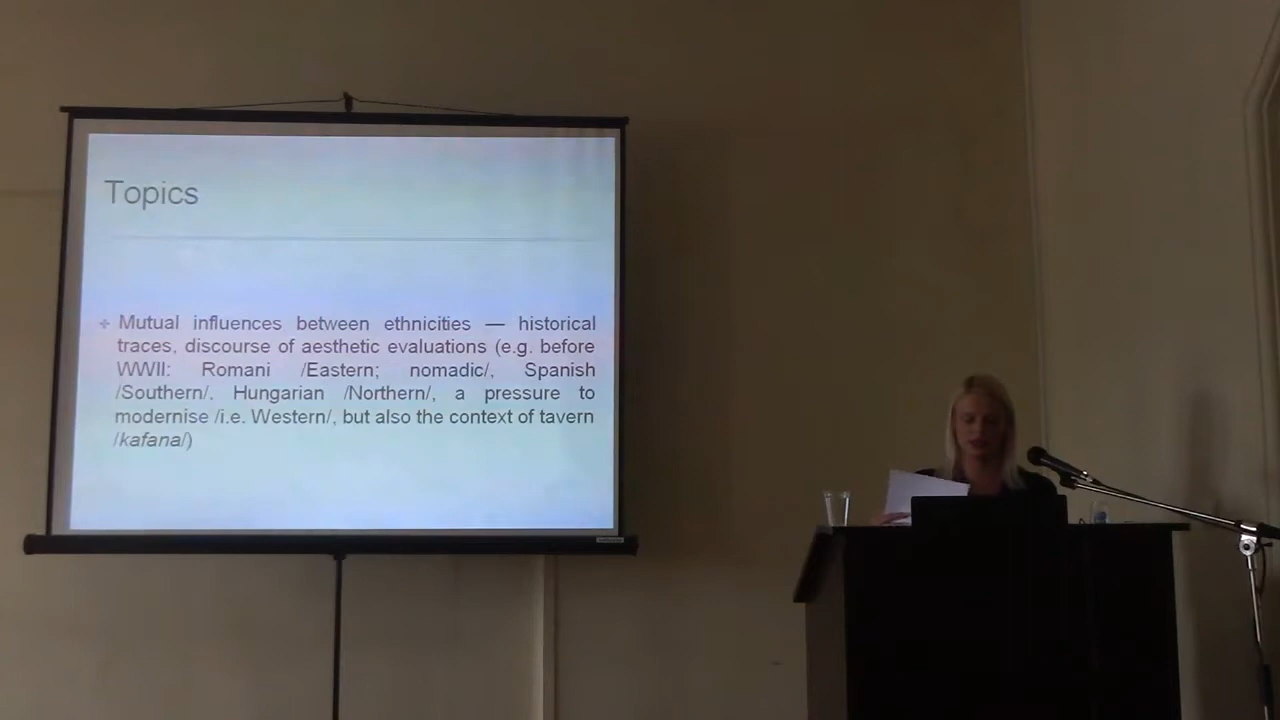 Topics
Mutual influences between ethnicities — historical
traces, discourse of aesthetic evaluations (e.g. before
WWII: Romani /Eastern; nomadic/, Spanish
/Southern/, Hungarian /Northern/, a pressure to
modernise /i.e. Western/, but also the context of tavern
/kafana/)